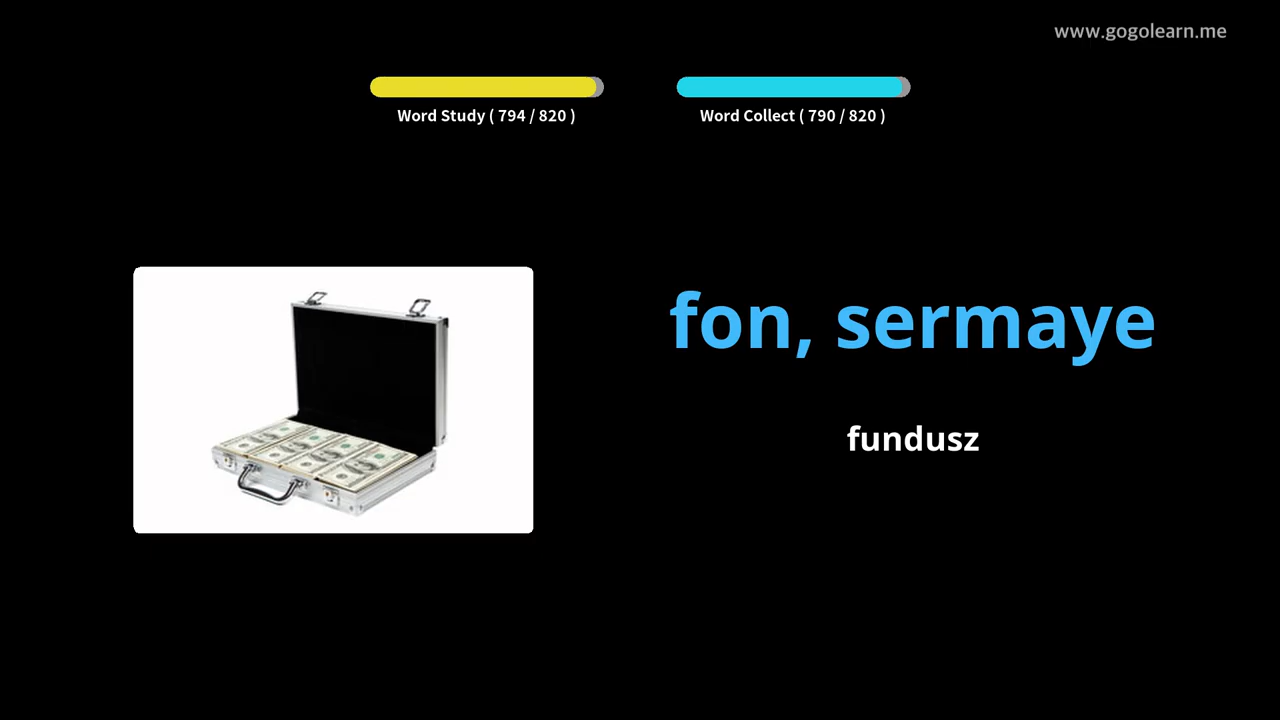 www.gogolearn.me
Word Study ( 794 / 820 )
Word Collect ( 790 / 820 )
fon, sermaye
fundusz